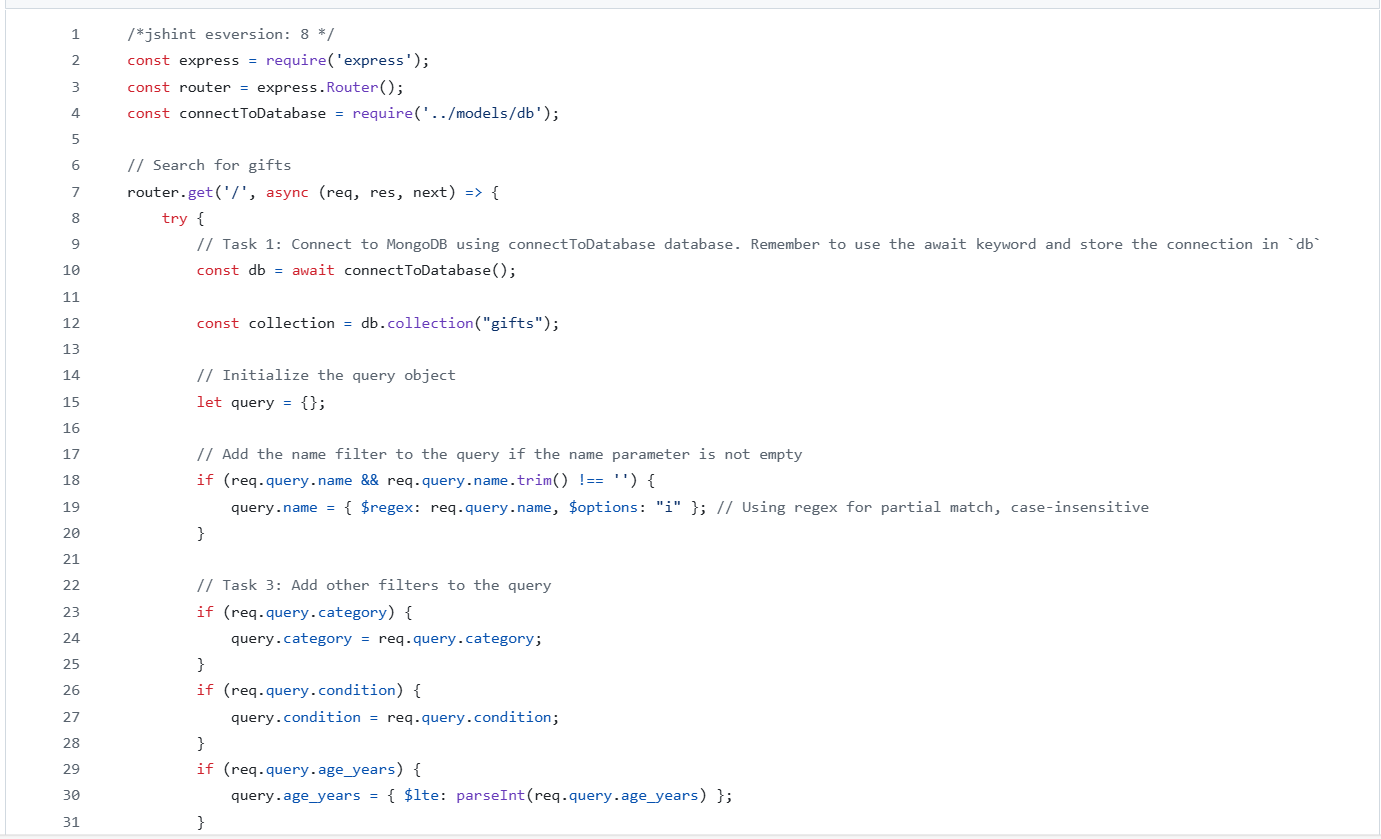 1 /*jshint esversion: 8 */
2 const express = require('express');
3 const router = express.Router();
4 const connectToDatabase = require('../models/db');
5
6 // Search for gifts
7 router.get('/', async (req, res, next) => {
8     try {
9         // Task 1: Connect to MongoDB using connectToDatabase database. Remember to use the await keyword and store the connection in `db`
10         const db = await connectToDatabase();
11
12         const collection = db.collection("gifts");
13
14         // Initialize the query object
15         let query = {};
16
17         // Add the name filter to the query if the name parameter is not empty
18         if (req.query.name && req.query.name.trim() !== '') {
19             query.name = { $regex: req.query.name, $options: "i" }; // Using regex for partial match, case-insensitive
20         }
21
22         // Task 3: Add other filters to the query
23         if (req.query.category) {
24             query.category = req.query.category;
25         }
26         if (req.query.condition) {
27             query.condition = req.query.condition;
28         }
29         if (req.query.age_years) {
30             query.age_years = { $lte: parseInt(req.query.age_years) };
31         }